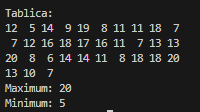 Tablica:
12  5 14  9 19  8 11 11 18  7
 7 12 16 18 17 16 11  7 13 13
20  8  6 14 14 11  8 18 18 20
13 10  7
Maximum: 20
Minimum: 5